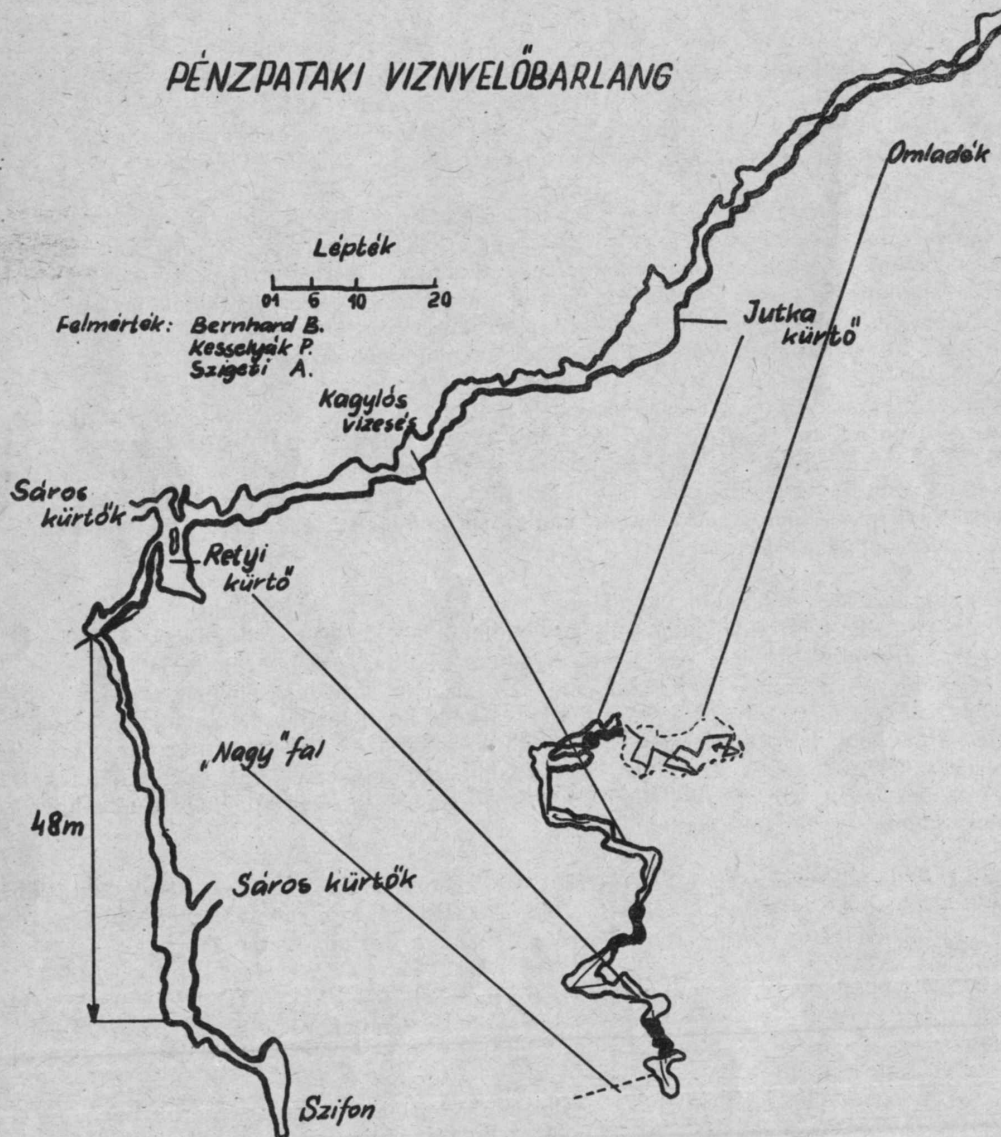 PÉNZPATAKI VIZNYELŐBARLANG
Omladék
Lépték
01 6 10 20
Felmérték: Bernhard B.
Kesselyák P.
Szigeti A.
Jutka
kürtő
Kagylós
vizesés
Sáros
kürtők
Retyi
kürtő
„Nagy" fal
48m
Sáros kürtők
Szifon